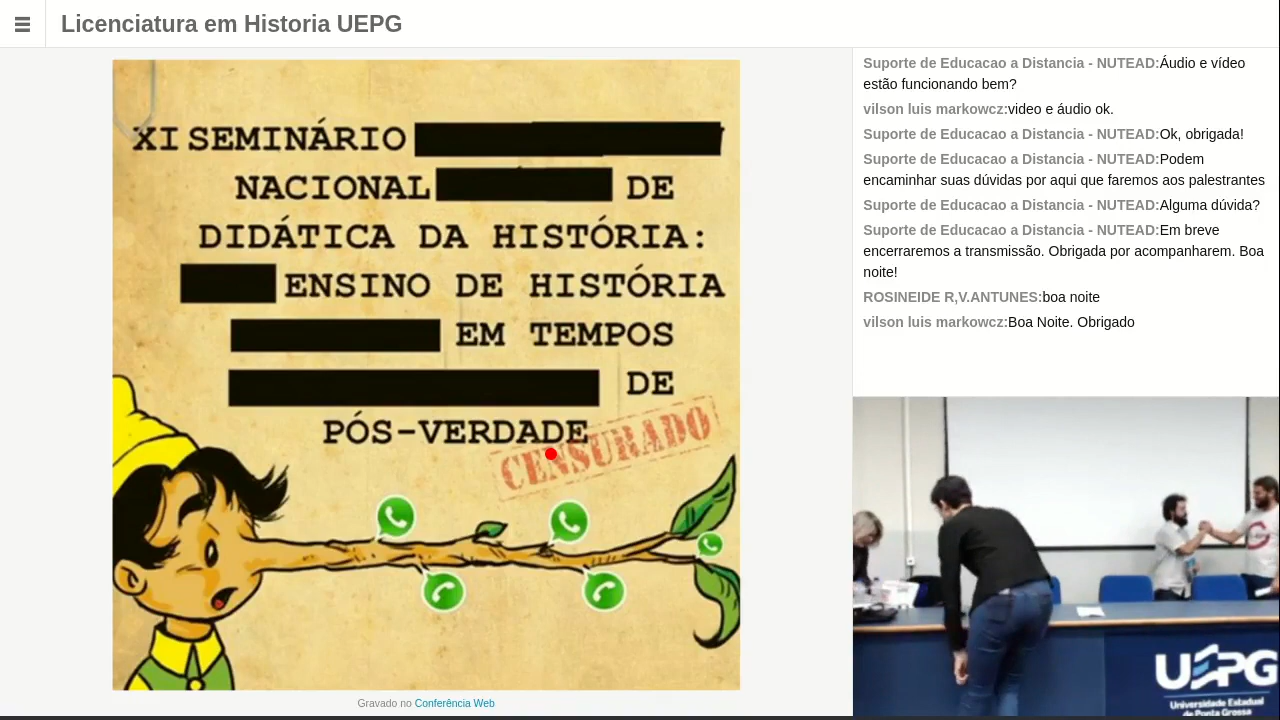 Licenciatura em Historia UEPG
XI SEMINÁRIO
NACIONAL DE
DIDÁTICA DA HISTÓRIA:
ENSINO DE HISTÓRIA
EM TEMPOS
DE
PÓS-VERDADE
CENSURADO
Gravado no Conferência Web
Suporte de Educacao a Distancia - NUTEAD:Áudio e vídeo
estão funcionando bem?
vilson luis markowcz:video e áudio ok.
Suporte de Educacao a Distancia - NUTEAD:Ok, obrigada!
Suporte de Educacao a Distancia - NUTEAD:Podem
encaminhar suas dúvidas por aqui que faremos aos palestrantes
Suporte de Educacao a Distancia - NUTEAD:Alguma dúvida?
Suporte de Educacao a Distancia - NUTEAD:Em breve
encerraremos a transmissão. Obrigada por acompanharem. Boa
noite!
ROSINEIDE R,V.ANTUNES:boa noite
vilson luis markowcz:Boa Noite. Obrigado
UEPG
Universidade Estadual
de Ponta Grossa